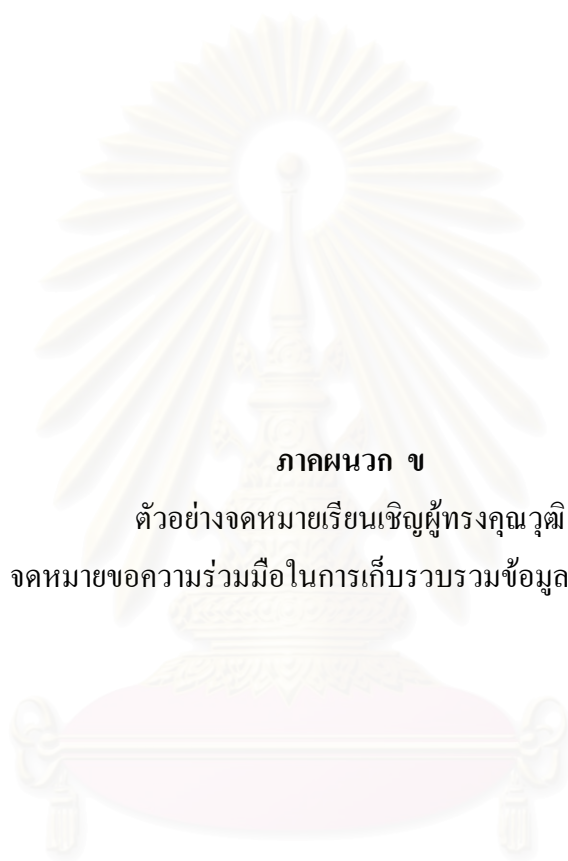 ภาคผนวก ข
ตัวอย่างจดหมายเรียนเชิญผู้ทรงคุณวุฒิ
จดหมายขอความร่วมมือในการเก็บรวบรวมข้อมูล